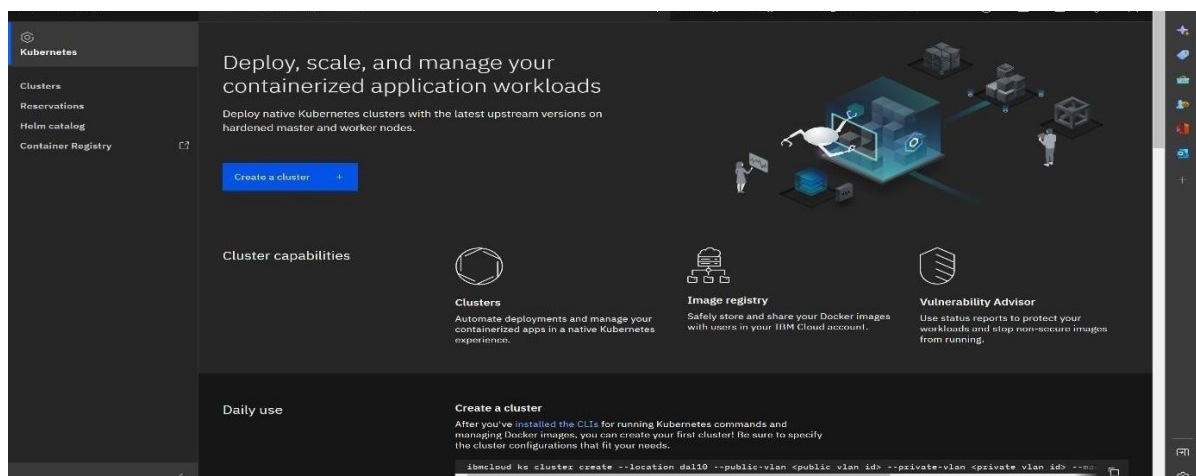 Kubernetes
Clusters
Reservations
Helm catalog
Container Registry
Deploy, scale, and manage your
containerized application workloads
Deploy native Kubernetes clusters with the latest upstream versions on
hardened master and worker nodes.
Create a cluster +
Cluster capabilities
Clusters
Automate deployments and manage your
containerized apps in a native Kubernetes
experience.
Image registry
Safely store and share your Docker images
with users in your IBM Cloud account.
Vulnerability Advisor
Use status reports to protect your
workloads and stop non-secure images
from running.
Daily use
Create a cluster
After you've installed the CLIs for running Kubernetes commands and
managing Docker images, you can create your first cluster! Be sure to specify
the cluster configurations that fit your needs.
ibmcloud ks cluster create --location dal10 --public-vlan <public vlan id> --private-vlan <private vlan id>